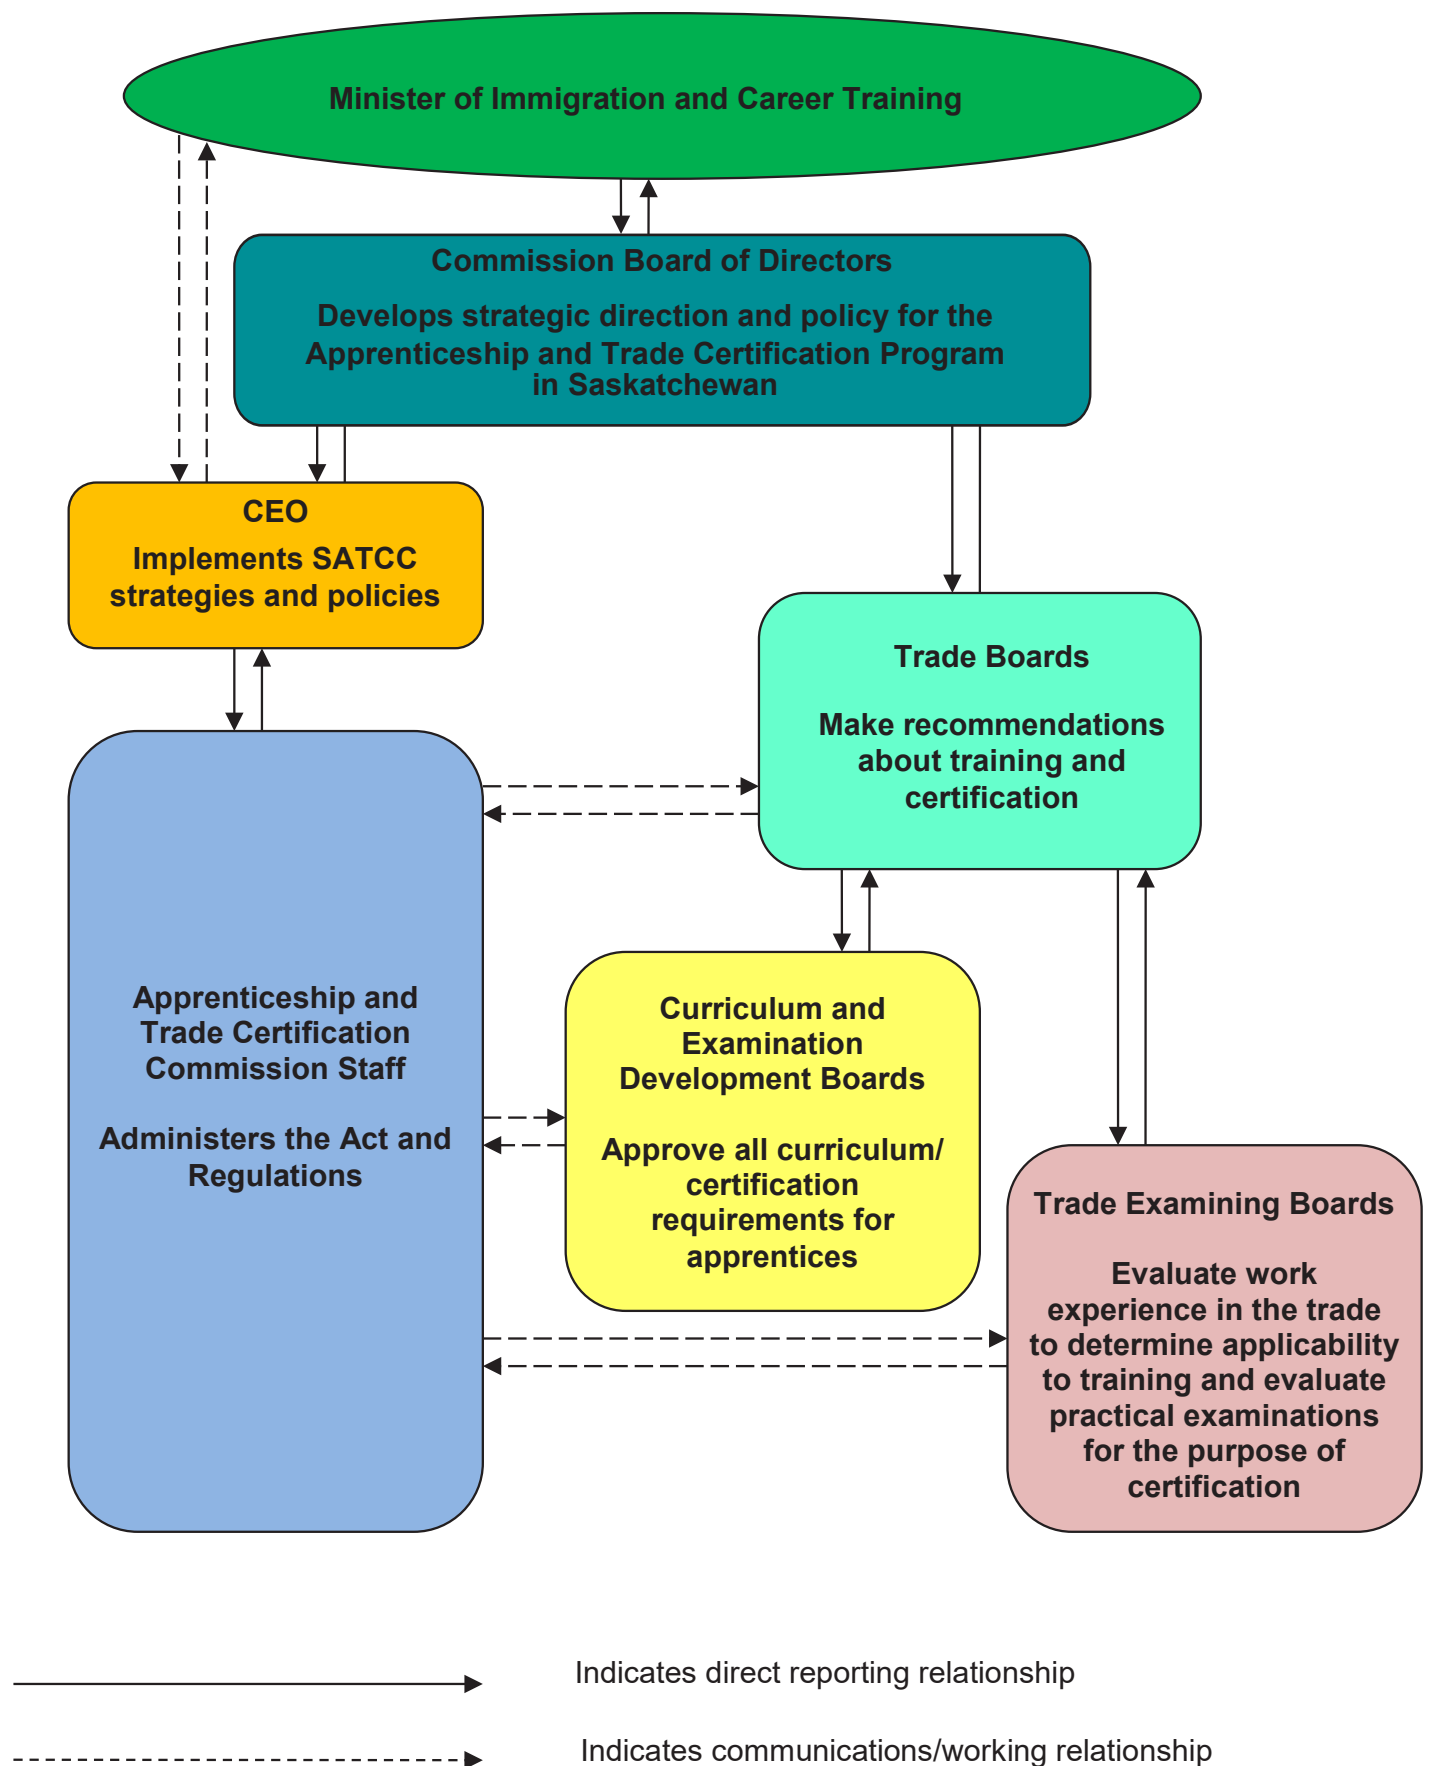 Minister of Immigration and Career Training
Commission Board of Directors
Develops strategic direction and policy for the
Apprenticeship and Trade Certification Program
in Saskatchewan
CEO
Implements SATCC
strategies and policies
Trade Boards
Make recommendations
about training and
certification
Apprenticeship and
Trade Certification
Commission Staff
Administers the Act and
Regulations
Curriculum and
Examination
Development Boards
Approve all curriculum/
certification
requirements for
apprentices
Trade Examining Boards
Evaluate work
experience in the trade
to determine applicability
to training and evaluate
practical examinations
for the purpose of
certification
Indicates direct reporting relationship
Indicates communications/working relationship